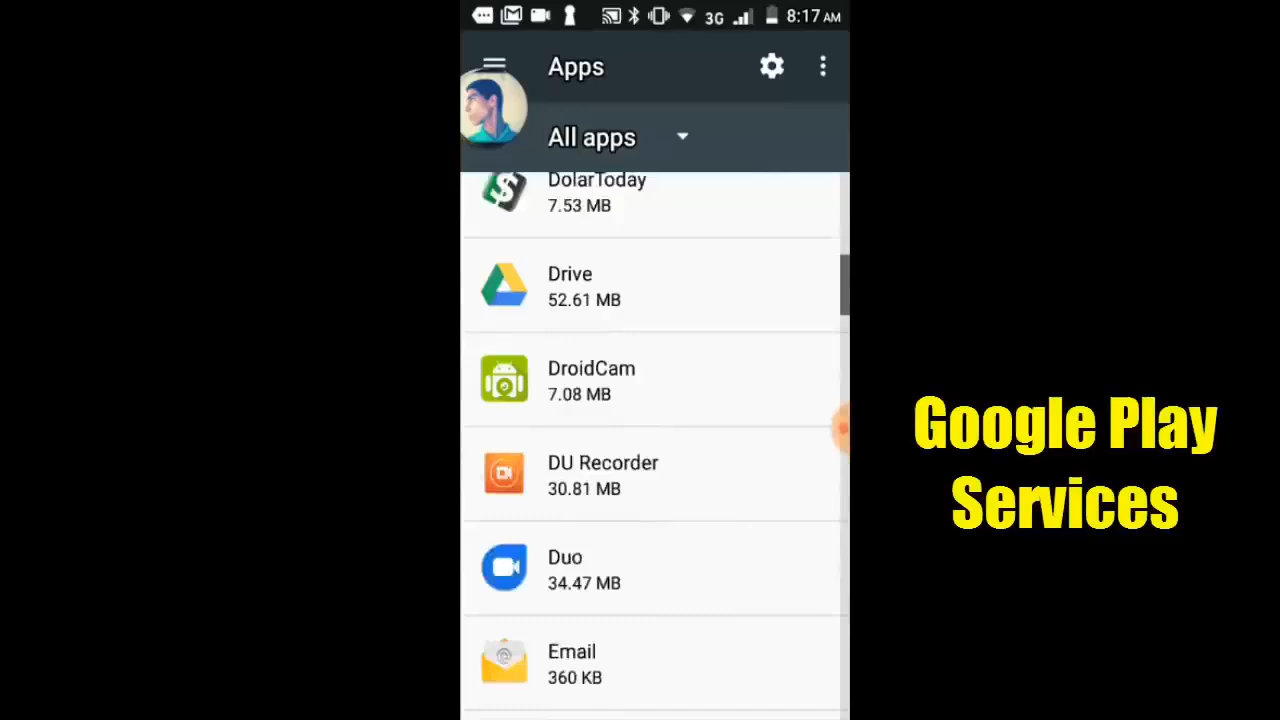 3G 8:17 AM
Apps
All apps
DolarToday
7.53 MB
Drive
52.61 MB
DroidCam
7.08 MB
DU Recorder
30.81 MB
Duo
34.47 MB
Email
360 KB
Google Play
Services